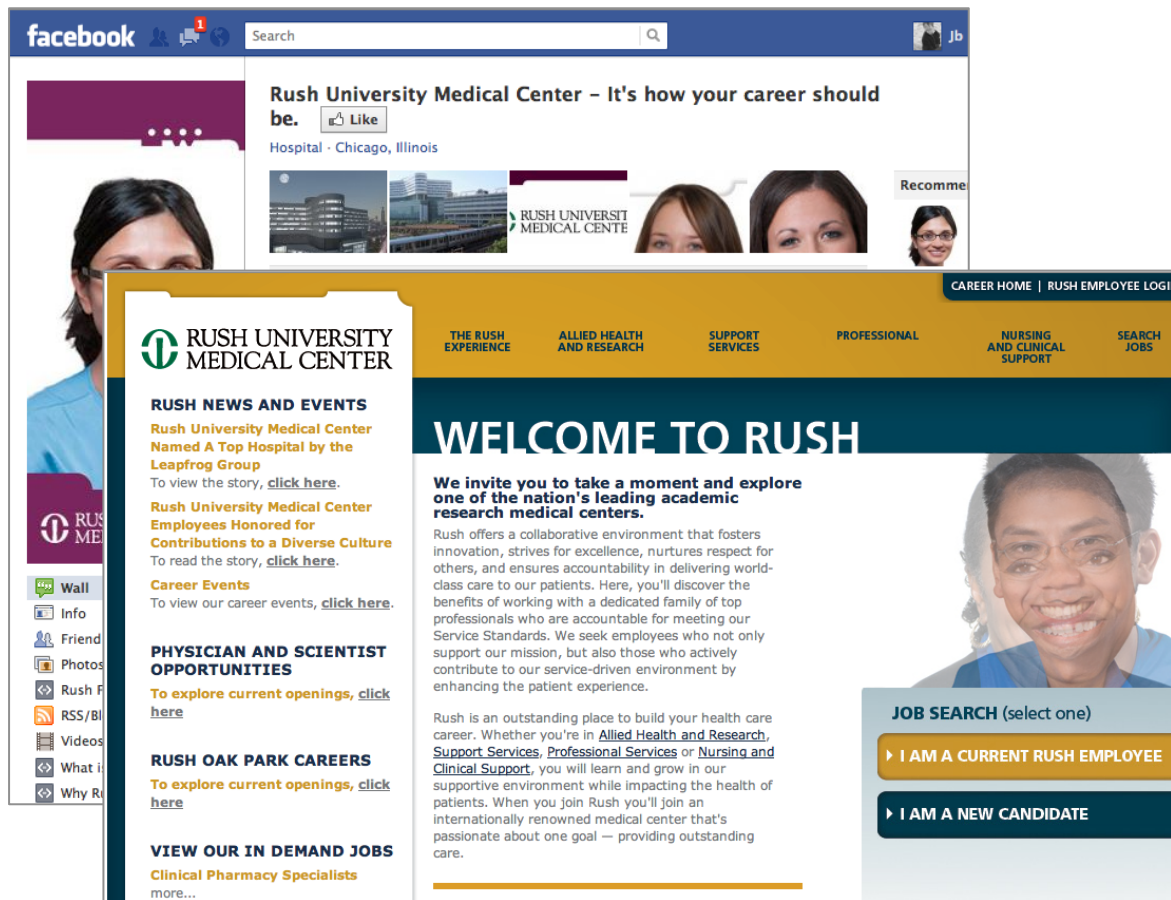 facebook
1
Search
Jb
Rush University Medical Center – It's how your career should
be.
Like
Hospital · Chicago, Illinois
RUSH UNIVERSIT
MEDICAL CENTE
Recomme
RUS
ME
Wall
Info
Friend
Photos
Rush F
RSS/Bl
Videos
What i
Why Ru
CAREER HOME | RUSH EMPLOYEE LOGI
RUSH UNIVERSITY
MEDICAL CENTER
THE RUSH
EXPERIENCE
ALLIED HEALTH
AND RESEARCH
SUPPORT
SERVICES
PROFESSIONAL
NURSING
AND CLINICAL
SUPPORT
SEARCH
JOBS
RUSH NEWS AND EVENTS
Rush University Medical Center
Named A Top Hospital by the
Leapfrog Group
To view the story, click here.
Rush University Medical Center
Employees Honored for
Contributions to a Diverse Culture
To read the story, click here.
Career Events
To view our career events, click here.
PHYSICIAN AND SCIENTIST
OPPORTUNITIES
To explore current openings, click
here
RUSH OAK PARK CAREERS
To explore current openings, click
here
VIEW OUR IN DEMAND JOBS
Clinical Pharmacy Specialists
more...
WELCOME TO RUSH
We invite you to take a moment and explore
one of the nation's leading academic
research medical centers.
Rush offers a collaborative environment that fosters
innovation, strives for excellence, nurtures respect for
others, and ensures accountability in delivering world-
class care to our patients. Here, you'll discover the
benefits of working with a dedicated family of top
professionals who are accountable for meeting our
Service Standards. We seek employees who not only
support our mission, but also those who actively
contribute to our service-driven environment by
enhancing the patient experience.
Rush is an outstanding place to build your health care
career. Whether you're in Allied Health and Research,
Support Services, Professional Services or Nursing and
Clinical Support, you will learn and grow in our
supportive environment while impacting the health of
patients. When you join Rush you'll join an
internationally renowned medical center that's
passionate about one goal — providing outstanding
care.
JOB SEARCH (select one)
I AM A CURRENT RUSH EMPLOYEE
I AM A NEW CANDIDATE